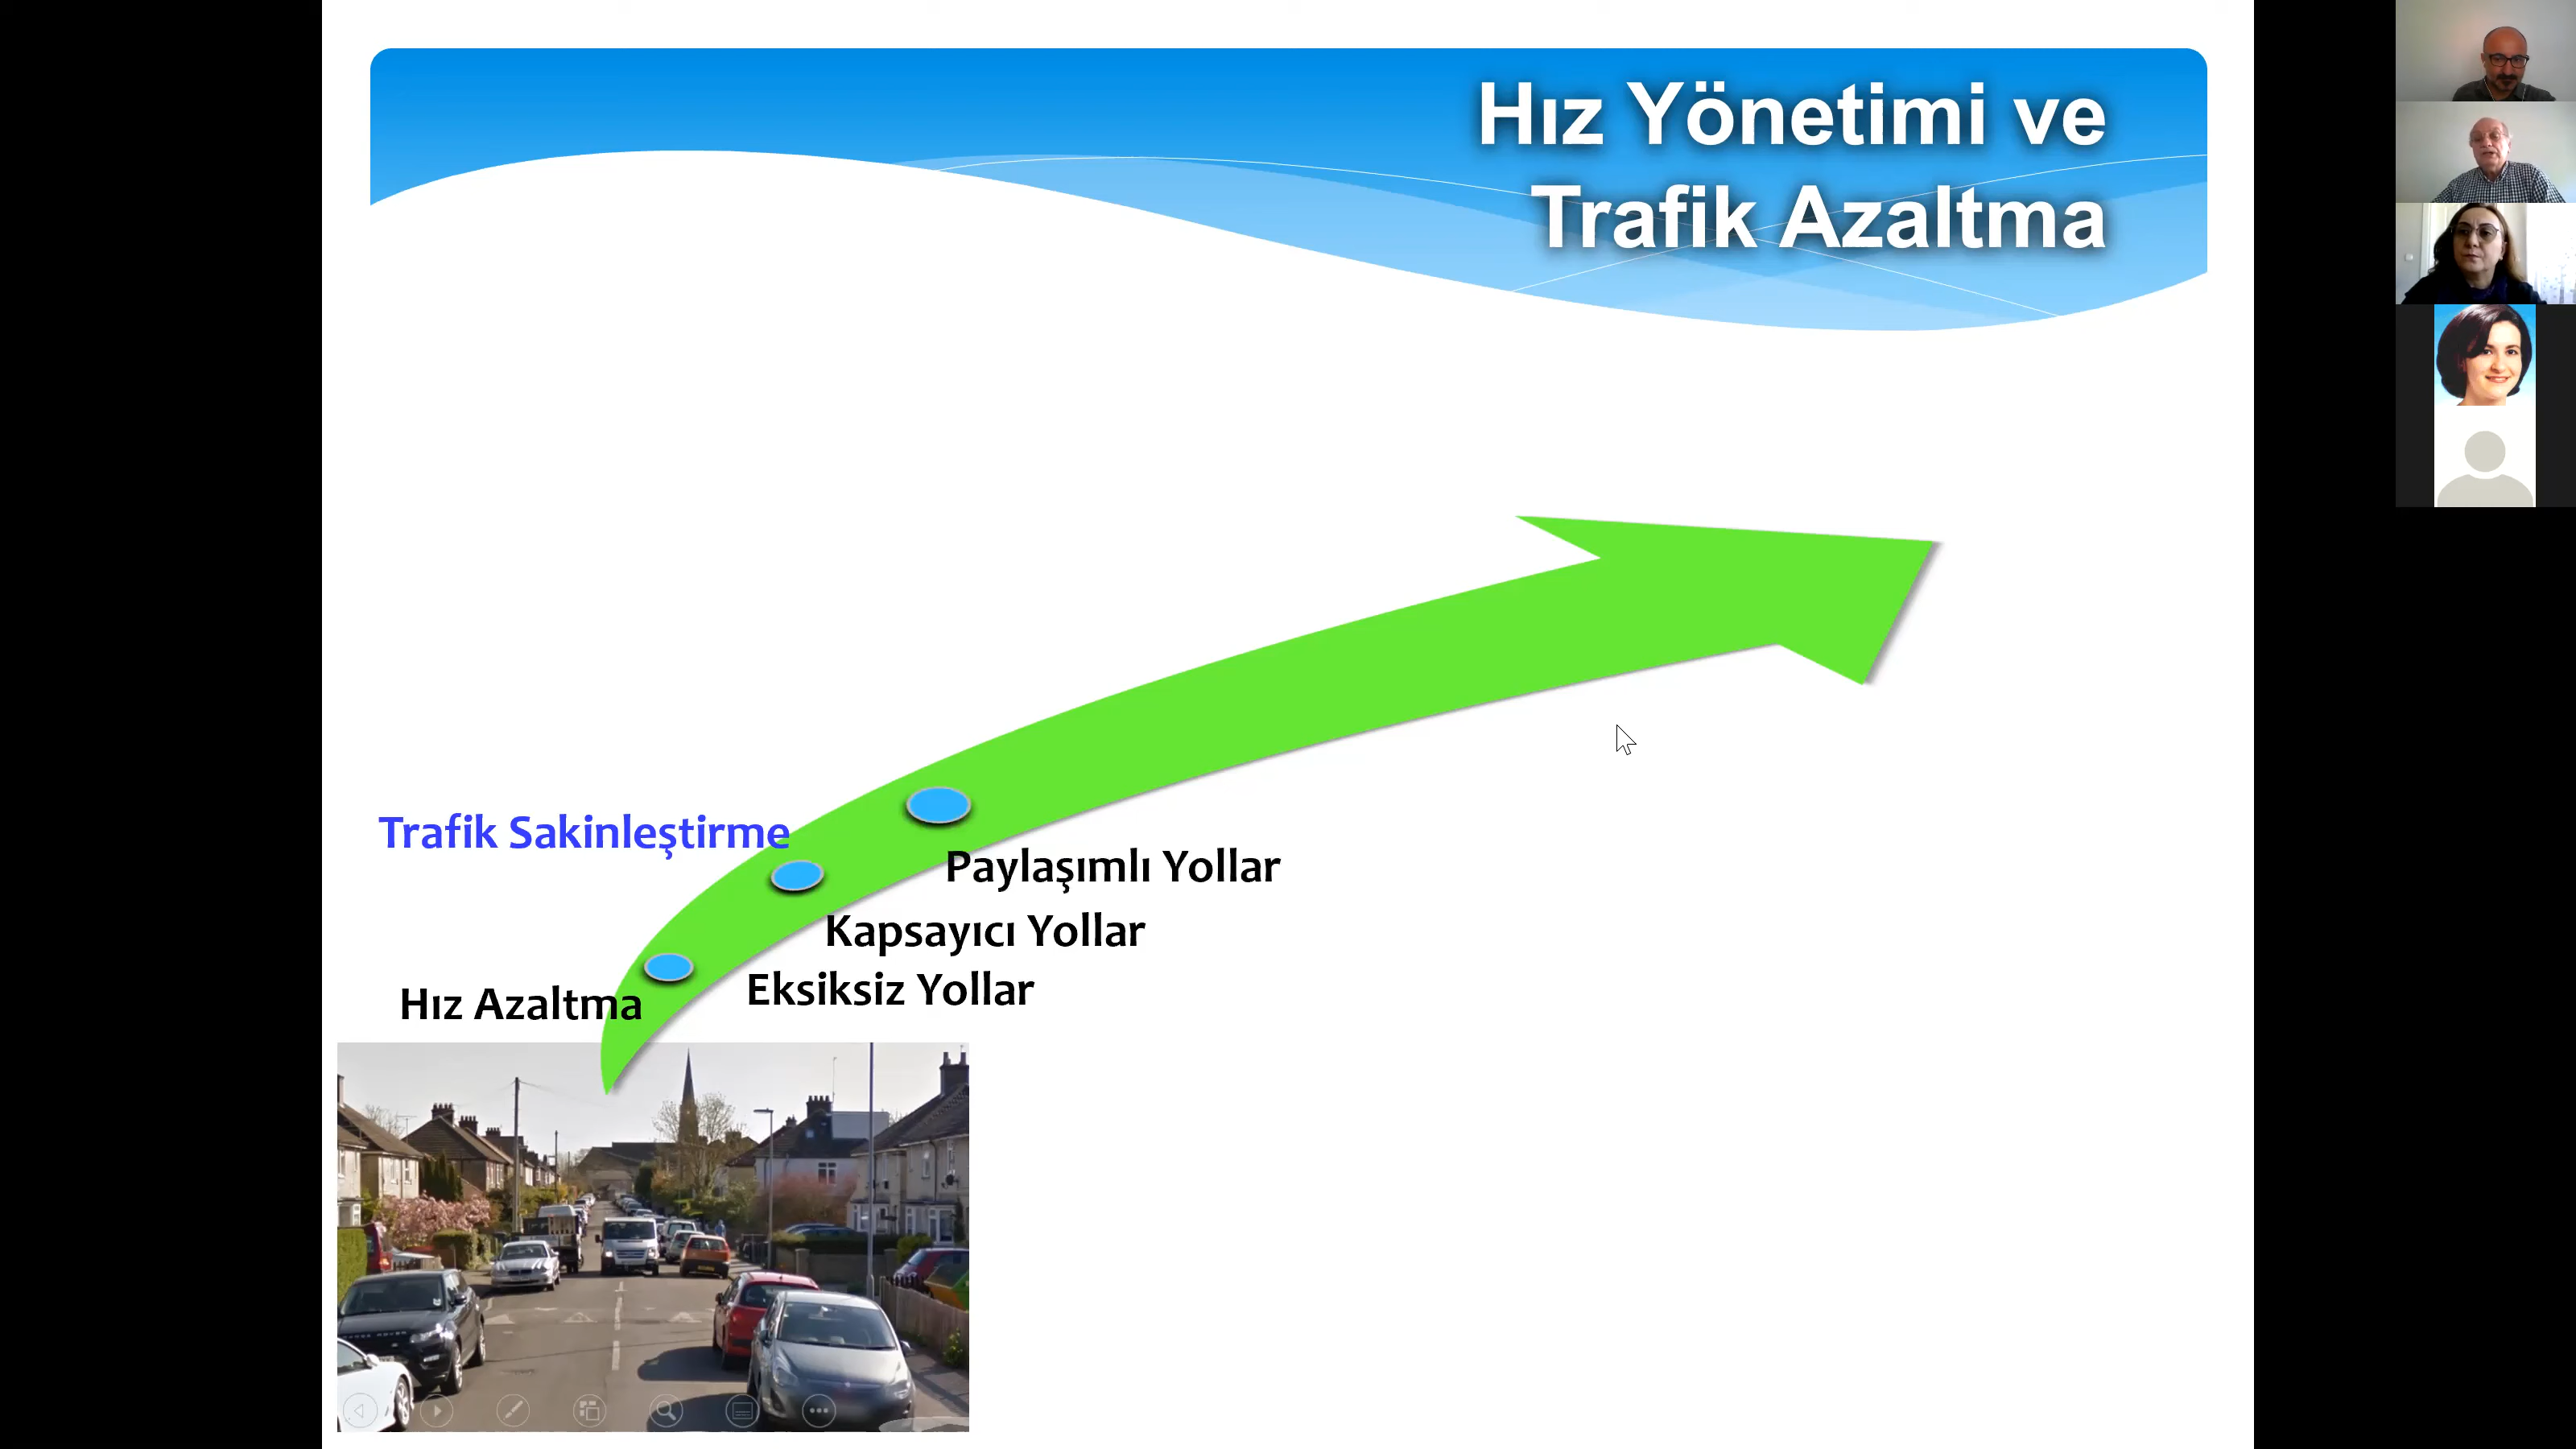 Hız Yönetimi ve
Trafik Azaltma
Trafik Sakinleştirme
Paylaşımlı Yollar
Kapsayıcı Yollar
Eksiksiz Yollar
Hız Azaltma